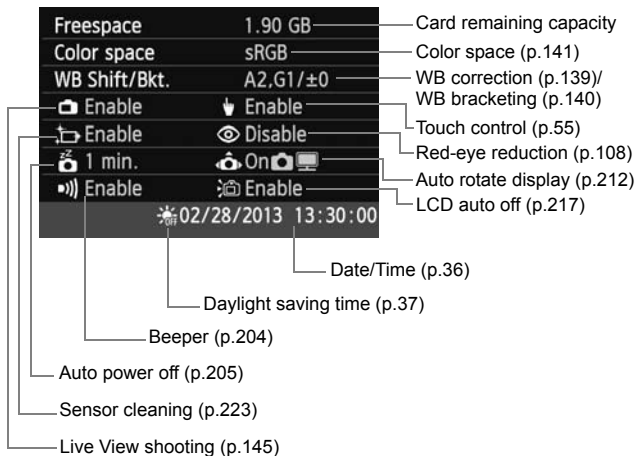 Freespace 1.90 GB
Card remaining capacity
Color space sRGB
Color space (p.141)
WB Shift/Bkt. A2,G1/±0
WB correction (p.139)/
WB bracketing (p.140)
Enable Enable
Touch control (p.55)
Enable Disable
Red-eye reduction (p.108)
zz 1 min. On
Auto rotate display (p.212)
Enable Enable
LCD auto off (p.217)
OFF 02/28/2013 13:30:00
Date/Time (p.36)
Daylight saving time (p.37)
Beeper (p.204)
Auto power off (p.205)
Sensor cleaning (p.223)
Live View shooting (p.145)